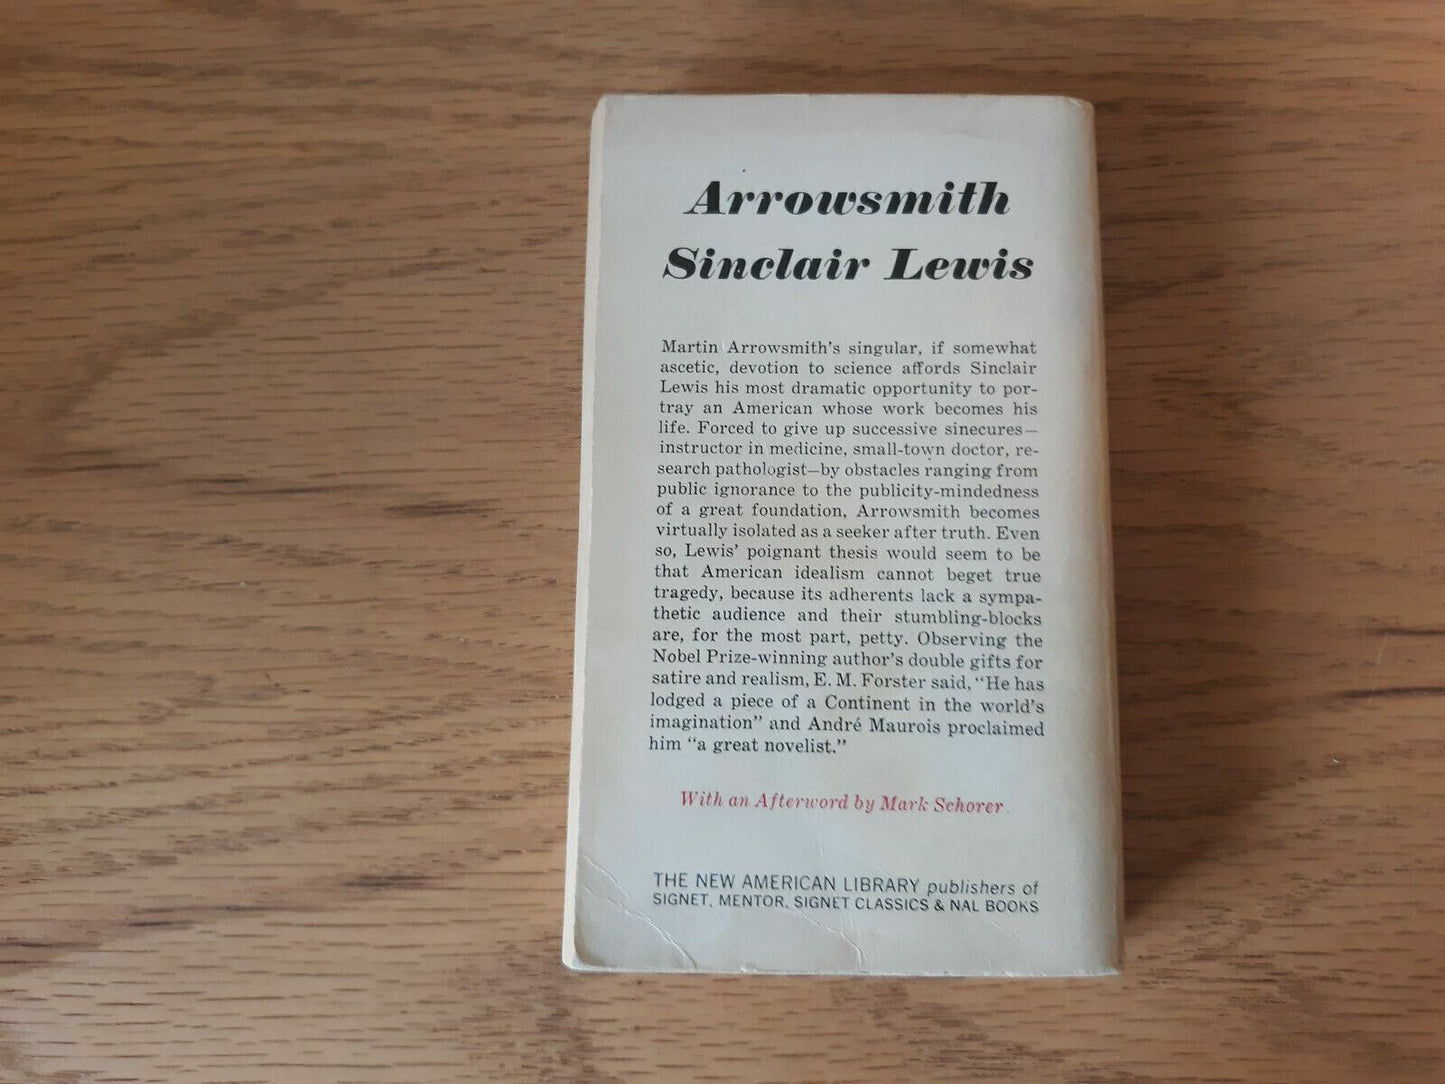 Arrowsmith
Sinclair Lewis
Martin Arrowsmith's singular, if somewhat
ascetic, devotion to science affords Sinclair
Lewis his most dramatic opportunity to por-
tray an American whose work becomes his
life. Forced to give up successive sinecures—
instructor in medicine, small-town doctor, re-
search pathologist—by obstacles ranging from
public ignorance to the publicity-mindedness
of a great foundation, Arrowsmith becomes
virtually isolated as a seeker after truth. Even
so, Lewis' poignant thesis would seem to be
that American idealism cannot beget true
tragedy, because its adherents lack a sympa-
thetic audience and their stumbling-blocks
are, for the most part, petty. Observing the
Nobel Prize-winning author's double gifts for
satire and realism, E. M. Forster said, "He has
lodged a piece of a Continent in the world's
imagination" and André Maurois proclaimed
him "a great novelist."
With an Afterword by Mark Schorer.
THE NEW AMERICAN LIBRARY publishers of
SIGNET, MENTOR, SIGNET CLASSICS & NAL BOOKS